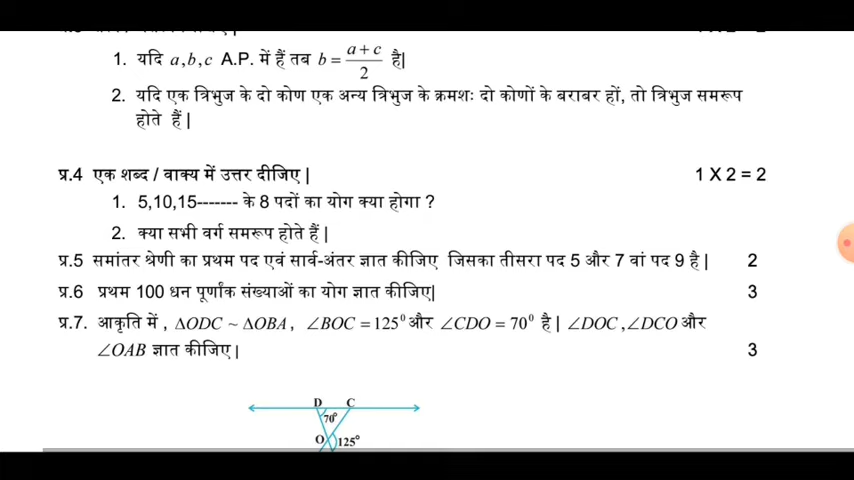 1. यदि a,b,c A.P. में हैं तब b = (a+c)/2 है|
2. यदि एक त्रिभुज के दो कोण एक अन्य त्रिभुज के क्रमशः दो कोणों के बराबर हों, तो त्रिभुज समरूप
होते हैं |
प्र.4 एक शब्द / वाक्य में उत्तर दीजिए | 1 X 2 = 2
1. 5,10,15------- के 8 पदों का योग क्या होगा ?
2. क्या सभी वर्ग समरूप होते हैं |
प्र.5 समांतर श्रेणी का प्रथम पद एवं सार्व-अंतर ज्ञात कीजिए जिसका तीसरा पद 5 और 7 वां पद 9 है | 2
प्र.6 प्रथम 100 धन पूर्णांक संख्याओं का योग ज्ञात कीजिए| 3
प्र.7. आकृति में , ΔODC ~ ΔOBA, ∠BOC = 125⁰ और ∠CDO = 70⁰ है | ∠DOC ,∠DCO और
∠OAB ज्ञात कीजिए | 3
D C
70°
O 125°